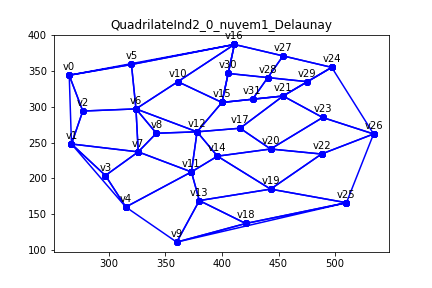 QuadrilateInd2_0_nuvem1_Delaunay
400
350
300
250
200
150
100
300
350
400
450
500
v16
v27
v5
v24
v0
v30
v28
v29
v10
v31
v21
v15
v2
v6
v23
v12
v17
v8
v26
v1
v7
v20
v22
v14
v3
v11
v19
v13
v4
v25
v18
v9